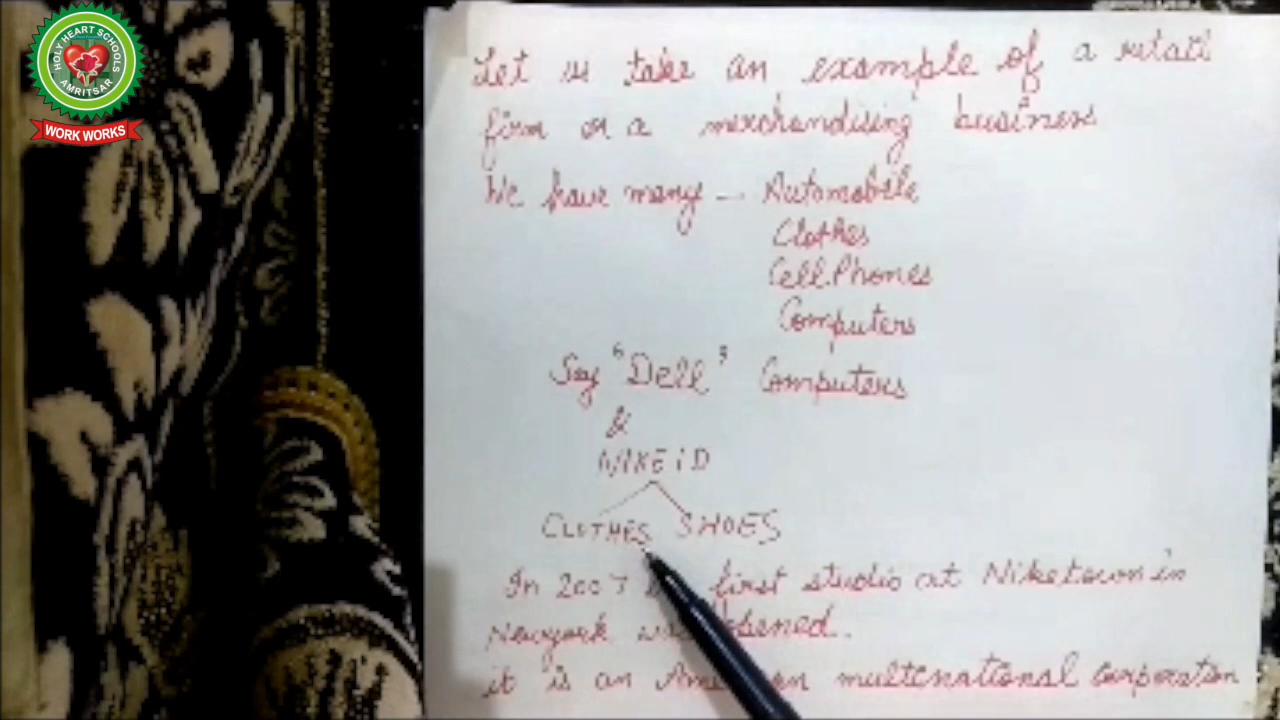 HOLY HEART SCHOOLS
AMRITSAR
WORK WORKS
Let us take an example of a retail
firm or a merchandising business
We have many - Automobile
Clothes
Cell Phones
Computers
Say "Dell" Computers
&
NIKEiD
CLOTHES SHOES
In 2007 first studio at Niketown in
Newyork opened.
it is an American multinational corporation